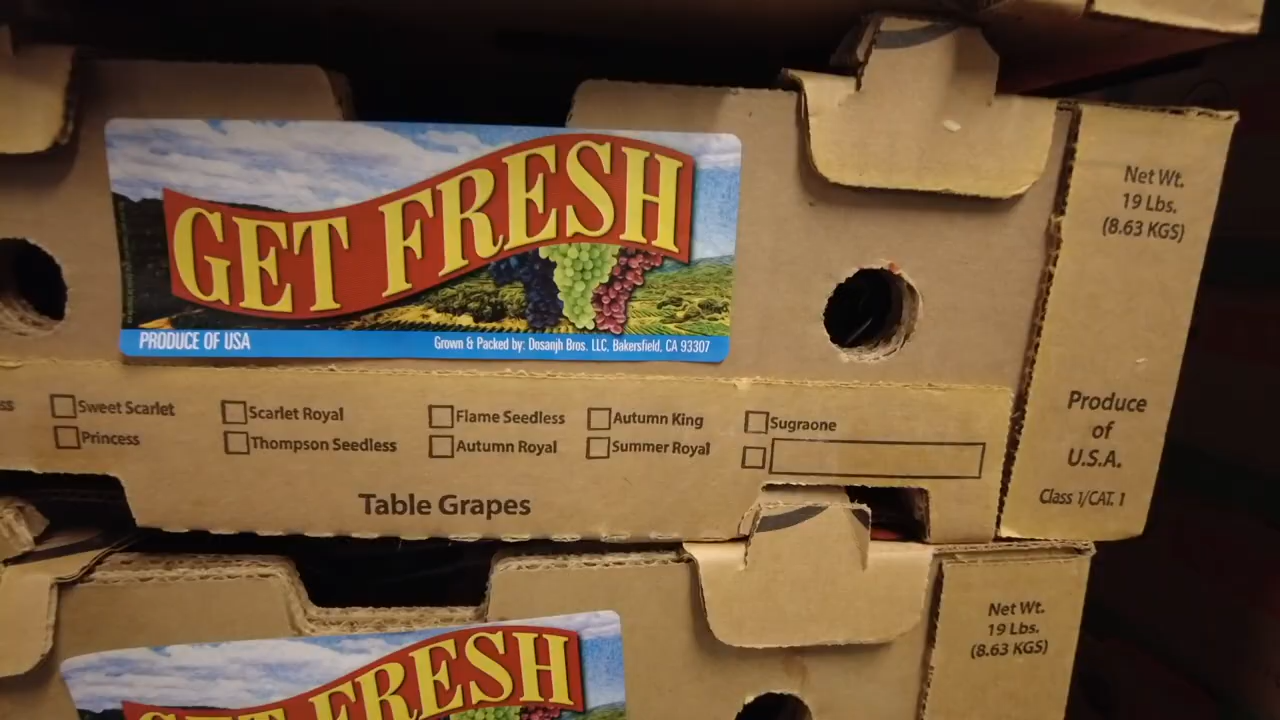 GET FRESH
PRODUCE OF USA
Grown & Packed by: Dosanjh Bros. LLC, Bakersfield, CA 93307
Net Wt.
19 Lbs.
(8.63 KGS)
Produce
of
U.S.A.
Class 1/CAT. 1
ss
Sweet Scarlet
Scarlet Royal
Flame Seedless
Autumn King
Sugraone
Princess
Thompson Seedless
Autumn Royal
Summer Royal
Table Grapes
GET FRESH
Net Wt.
19 Lbs.
(8.63 KGS)